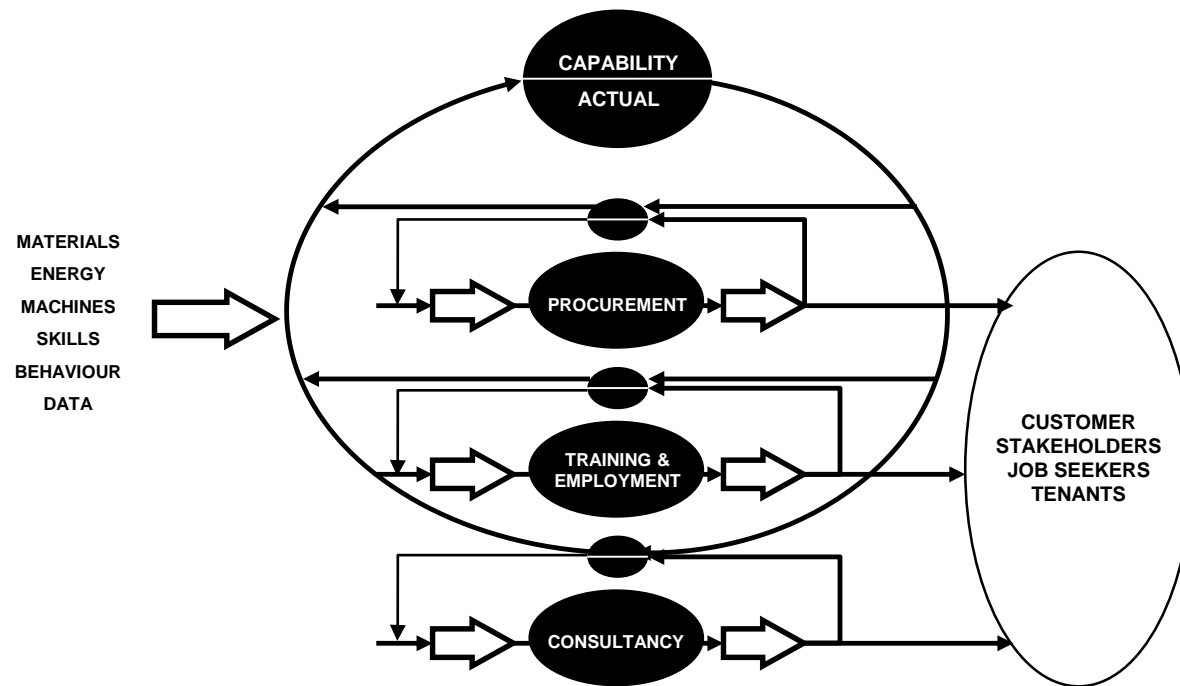 CAPABILITY
ACTUAL
MATERIALS
ENERGY
MACHINES
SKILLS
BEHAVIOUR
DATA
PROCUREMENT
TRAINING &
EMPLOYMENT
CONSULTANCY
CUSTOMER
STAKEHOLDERS
JOB SEEKERS
TENANTS